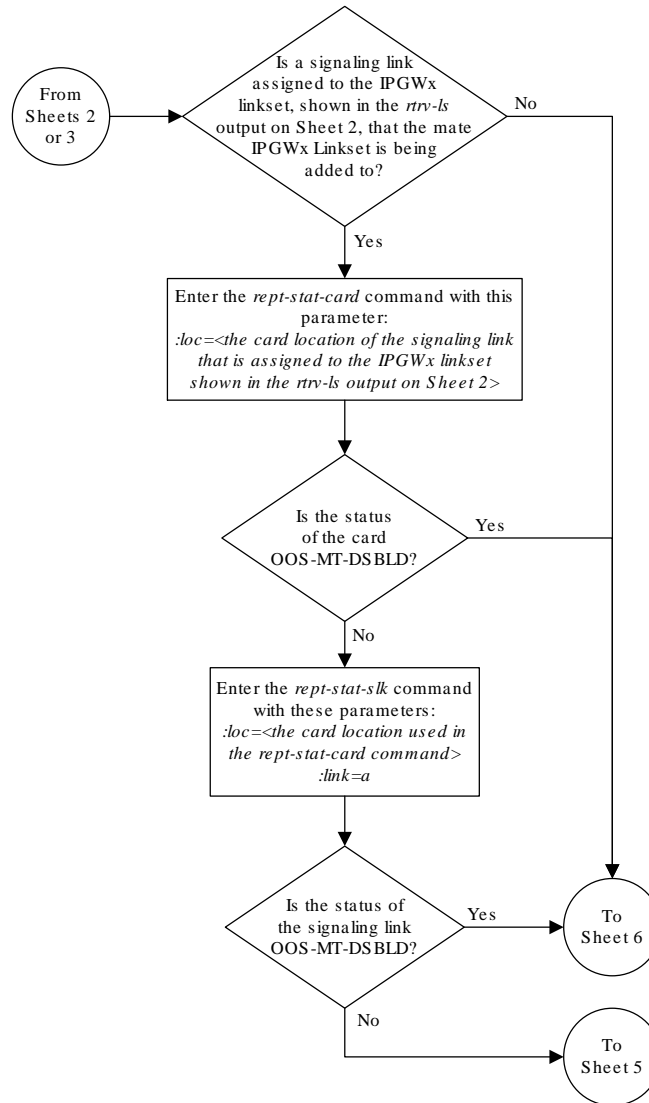 From
Sheets 2
or 3
Is a signaling link
assigned to the IPGWx
linkset, shown in the rtrv-ls
output on Sheet 2, that the mate
IPGWx Linkset is being
added to?
No
Yes
Enter the rept-stat-card command with this
parameter:
:loc=<the card location of the signaling link
that is assigned to the IPGWx linkset
shown in the rtrv-ls output on Sheet 2>
Is the status
of the card
OOS-MT-DSBLD?
Yes
No
Enter the rept-stat-slk command
with these parameters:
:loc=<the card location used in
the rept-stat-card command>
:link=a
Is the status of
the signaling link
OOS-MT-DSBLD?
Yes
To
Sheet 6
No
To
Sheet 5